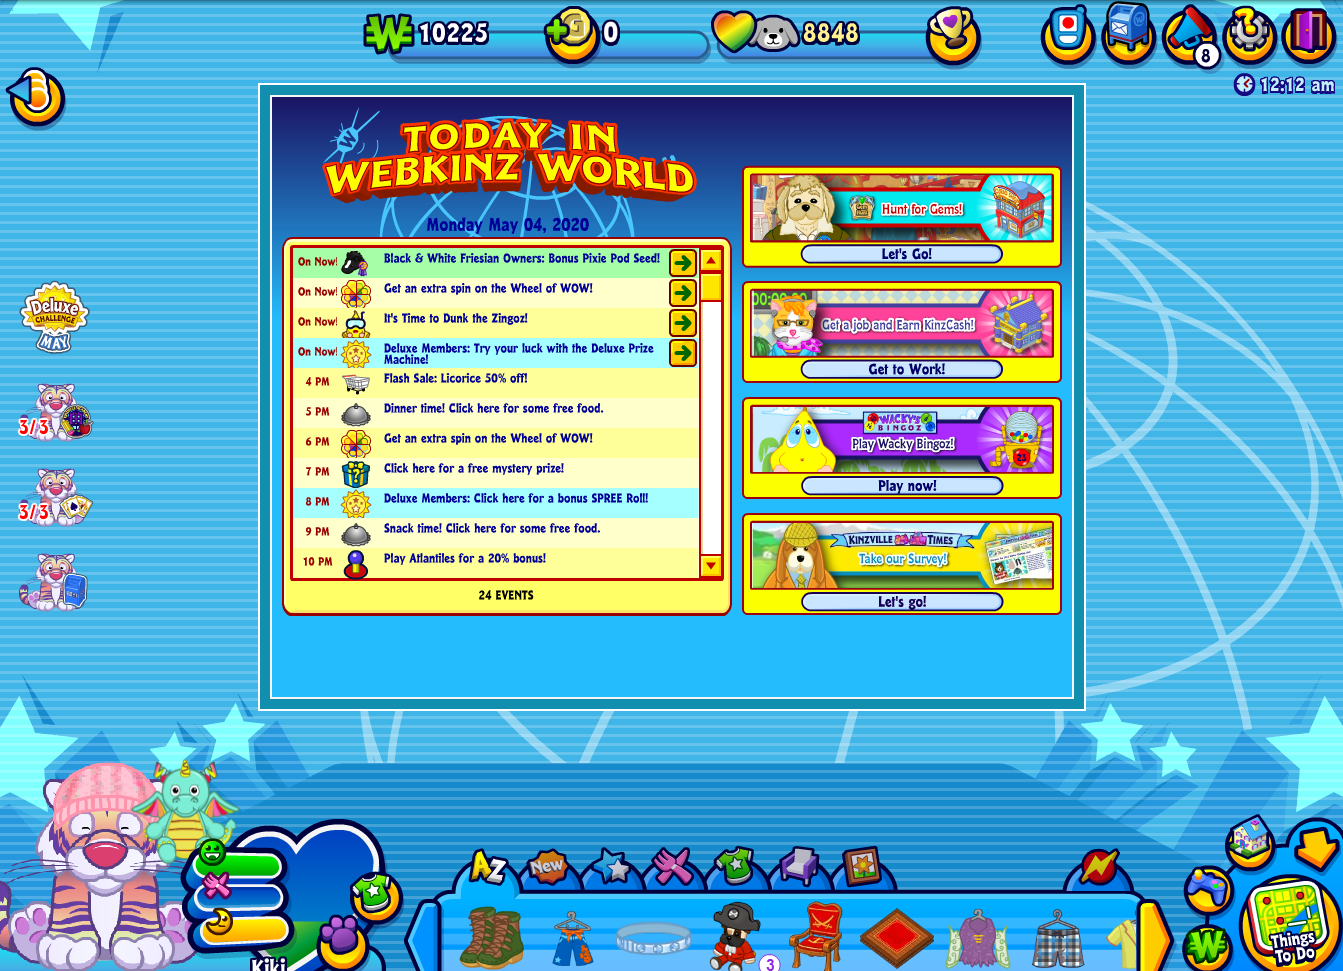 10225
0
8848
8
12:12 am
TODAY IN
WEBKINZ WORLD
Monday May 04, 2020
On Now! Black & White Friesian Owners: Bonus Pixie Pod Seed!
On Now! Get an extra spin on the Wheel of WOW!
On Now! It's Time to Dunk the Zingoz!
On Now! Deluxe Members: Try your luck with the Deluxe Prize
Machine!
4 PM Flash Sale: Licorice 50% off!
5 PM Dinner time! Click here for some free food.
6 PM Get an extra spin on the Wheel of WOW!
7 PM Click here for a free mystery prize!
8 PM Deluxe Members: Click here for a bonus SPREE Roll!
9 PM Snack time! Click here for some free food.
10 PM Play Atlantiles for a 20% bonus!
24 EVENTS
Hunt for Gems!
Let's Go!
00:00.00
Get a job and Earn KinzCash!
Get to Work!
WACKY'S
BINGOZ
Play Wacky Bingoz!
23
Play now!
KINZVILLE TIMES
Take our Survey!
Let's go!
Deluxe
CHALLENGE
MAY
3/3
3/3
Kiki
AZ
New
3
W
Things
To Do